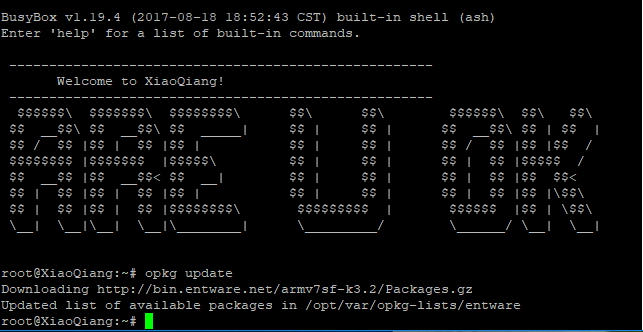 BusyBox v1.19.4 (2017-08-18 18:52:43 CST) built-in shell (ash)
Enter 'help' for a list of built-in commands.
-----------------------------------------------------
Welcome to XiaoQiang!
-----------------------------------------------------
$$$$$$\  $$$$$$$\  $$$$$$$$\      $$\      $$\        $$$$$$\  $$\   $$\
$$  __$$\ $$  __$$\ $$  _____|     $$ |     $$ |      $$  __$$\ $$ | $$  |
$$ /  $$ |$$ |  $$ |$$ |           $$ |     $$ |      $$ /  $$ |$$ |$$  /
$$$$$$$$ |$$$$$$$  |$$$$$\         $$ |     $$ |      $$ |  $$ |$$$$$  /
$$  __$$ |$$  __$$< $$  __|        $$ |     $$ |      $$ |  $$ |$$  $$<
$$ |  $$ |$$ |  $$ |$$ |           $$ |     $$ |      $$ |  $$ |$$ |\$$\
$$ |  $$ |$$ |  $$ |$$$$$$$$\       $$$$$$$$$  |       $$$$$$  |$$ | \$$\
\__|  \__|\__|  \__|\________|      \_________/        \______/ \__|  \__|
root@XiaoQiang:~# opkg update
Downloading http://bin.entware.net/armv7sf-k3.2/Packages.gz
Updated list of available packages in /opt/var/opkg-lists/entware
root@XiaoQiang:~#